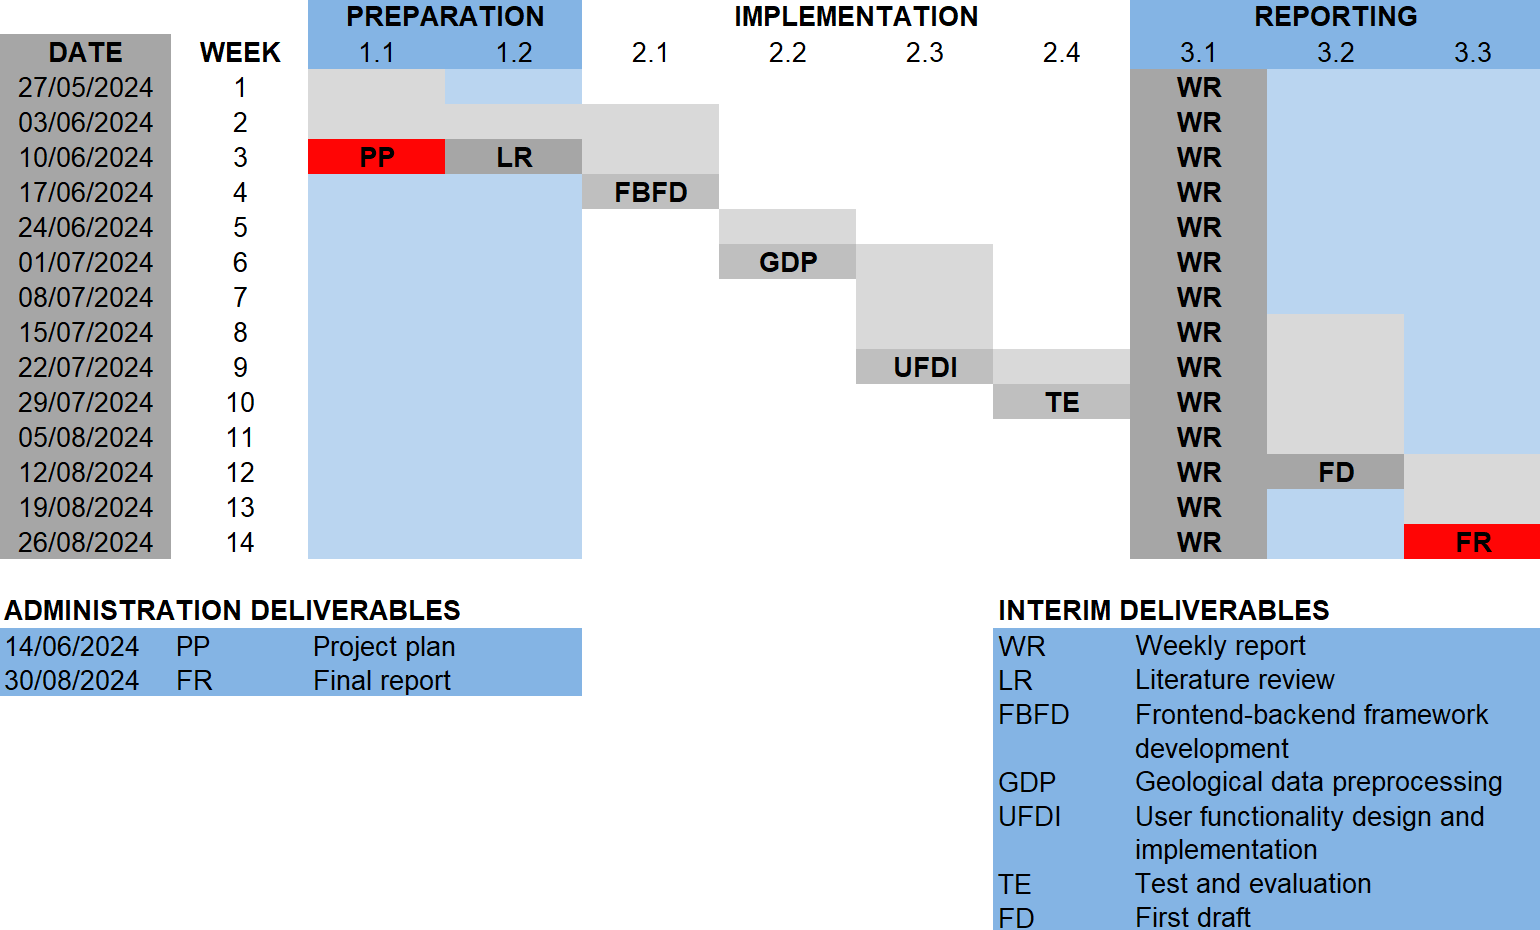 PREPARATION IMPLEMENTATION REPORTING
DATE WEEK 1.1 1.2 2.1 2.2 2.3 2.4 3.1 3.2 3.3
27/05/2024 1 WR
03/06/2024 2 WR
10/06/2024 3 PP LR WR
17/06/2024 4 FBFD WR
24/06/2024 5 WR
01/07/2024 6 GDP WR
08/07/2024 7 WR
15/07/2024 8 WR
22/07/2024 9 UFDI WR
29/07/2024 10 TE WR
05/08/2024 11 WR
12/08/2024 12 WR FD
19/08/2024 13 WR
26/08/2024 14 WR FR
ADMINISTRATION DELIVERABLES
14/06/2024 PP Project plan
30/08/2024 FR Final report
INTERIM DELIVERABLES
WR Weekly report
LR Literature review
FBFD Frontend-backend framework
development
GDP Geological data preprocessing
UFDI User functionality design and
implementation
TE Test and evaluation
FD First draft